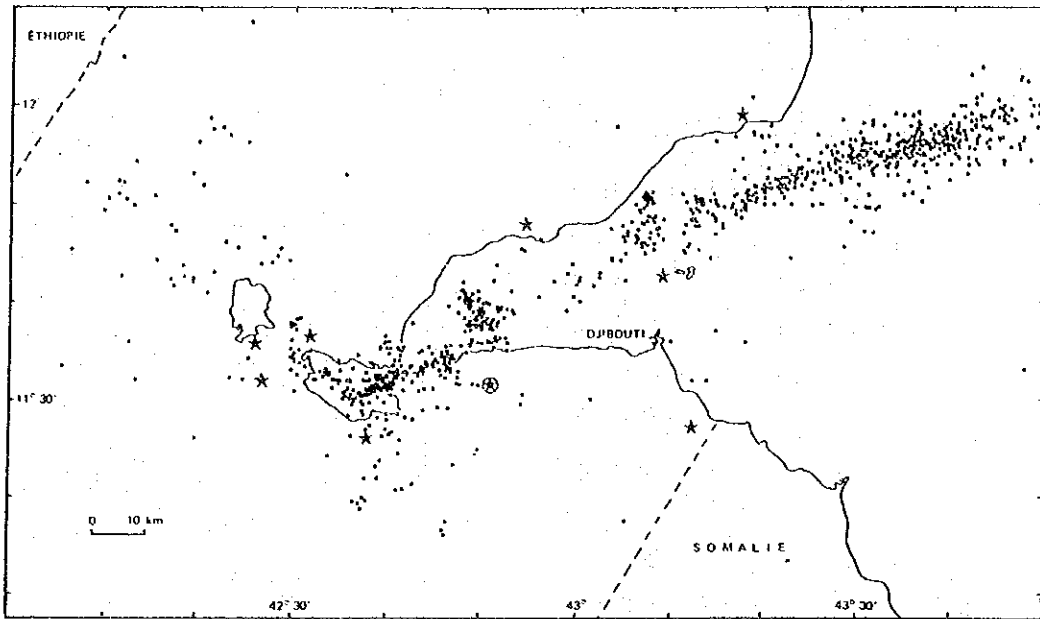 ÉTHIOPIE
12°
DJIBOUTI
11° 30'
0 10 km
SOMALIE
42° 30'
43°
43° 30'